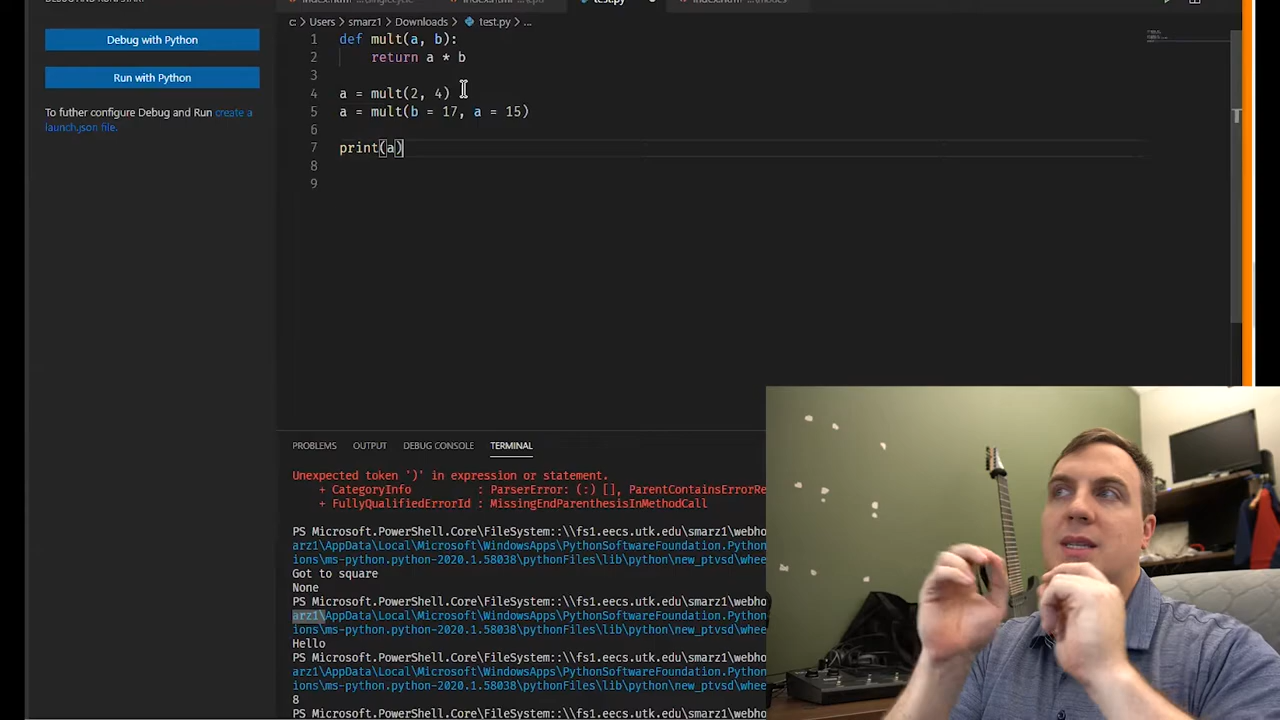 Debug with Python
Run with Python
To futher configure Debug and Run create a
launch.json file.
test.py
c: > Users > smarz1 > Downloads > test.py > ...
1 def mult(a, b):
2 return a * b
3
4 a = mult(2, 4)
5 a = mult(b = 17, a = 15)
6
7 print(a)
8
9
PROBLEMS OUTPUT DEBUG CONSOLE TERMINAL
Unexpected token ')' in expression or statement.
+ CategoryInfo : ParserError: (:) [], ParentContainsErrorRe
+ FullyQualifiedErrorId : MissingEndParenthesisInMethodCall
PS Microsoft.PowerShell.Core\FileSystem::\\fs1.eecs.utk.edu\smarz1\webho
arz1\AppData\Local\Microsoft\WindowsApps\PythonSoftwareFoundation.Python
ions\ms-python.python-2020.1.58038\pythonFiles\lib\python\new_ptvsd\whee
Got to square
None
PS Microsoft.PowerShell.Core\FileSystem::\\fs1.eecs.utk.edu\smarz1\webho
arz1\AppData\Local\Microsoft\WindowsApps\PythonSoftwareFoundation.Python
ions\ms-python.python-2020.1.58038\pythonFiles\lib\python\new_ptvsd\whee
Hello
PS Microsoft.PowerShell.Core\FileSystem::\\fs1.eecs.utk.edu\smarz1\webho
arz1\AppData\Local\Microsoft\WindowsApps\PythonSoftwareFoundation.Python
ions\ms-python.python-2020.1.58038\pythonFiles\lib\python\new_ptvsd\whee
8
PS Microsoft.PowerShell.Core\FileSystem::\\fs1.eecs.utk.edu\smarz1\webho